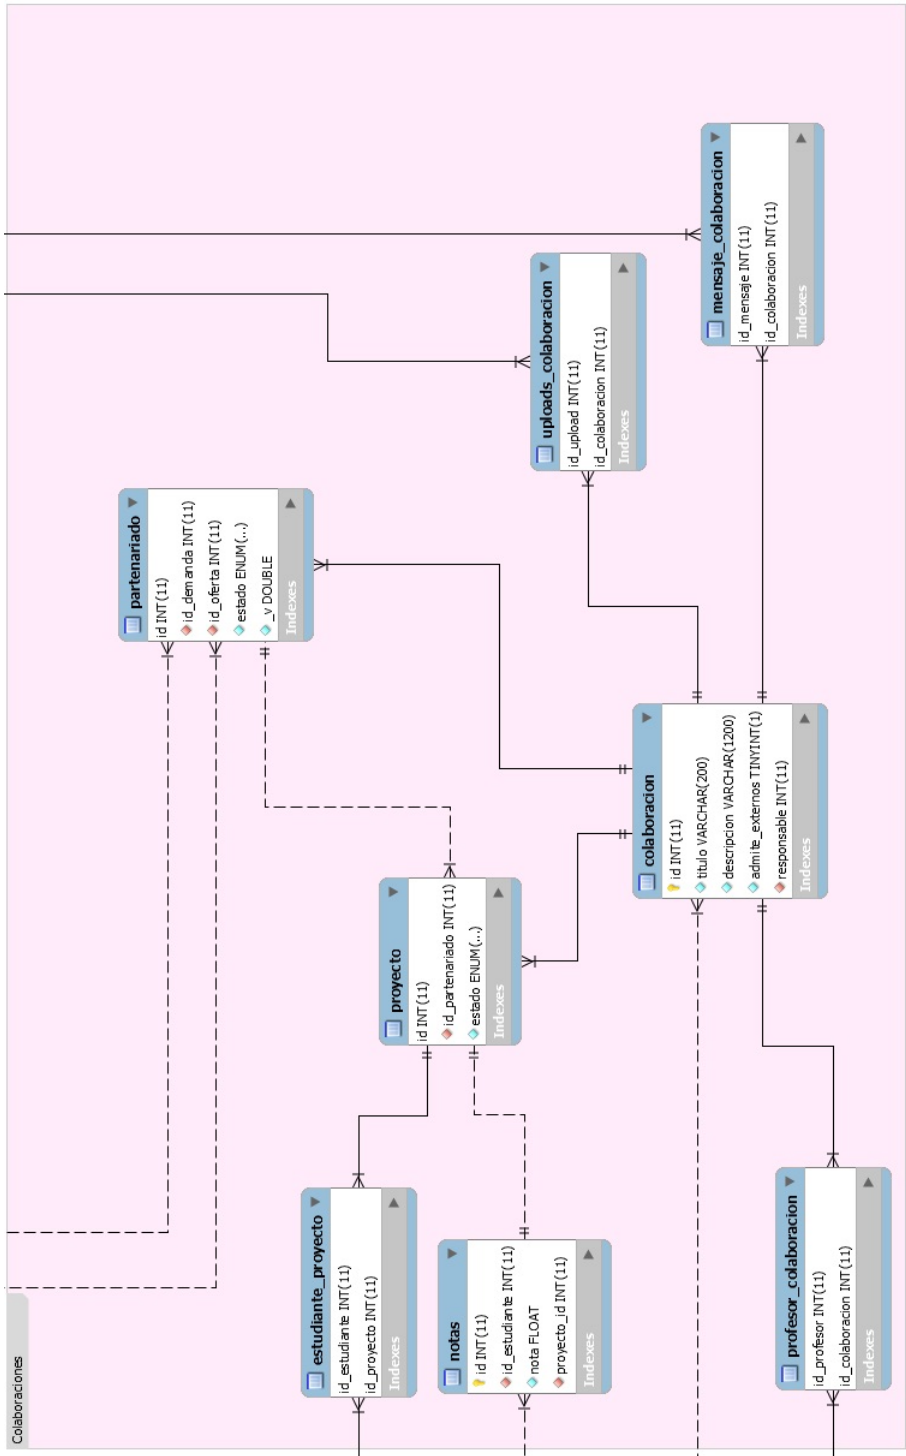 Colaboraciones
partenariado
id INT(11)
id_demanda INT(11)
id_oferta INT(11)
estado ENUM(...)
_v DOUBLE
Indexes
uploads_colaboracion
id_upload INT(11)
id_colaboracion INT(11)
Indexes
mensaje_colaboracion
id_mensaje INT(11)
id_colaboracion INT(11)
Indexes
proyecto
id INT(11)
id_partenariado INT(11)
estado ENUM(...)
Indexes
colaboracion
id INT(11)
titulo VARCHAR(200)
descripcion VARCHAR(1200)
admite_externos TINYINT(1)
responsable INT(11)
Indexes
estudiante_proyecto
id_estudiante INT(11)
id_proyecto INT(11)
Indexes
notas
id INT(11)
id_estudiante INT(11)
nota FLOAT
proyecto_id INT(11)
Indexes
profesor_colaboracion
id_profesor INT(11)
id_colaboracion INT(11)
Indexes